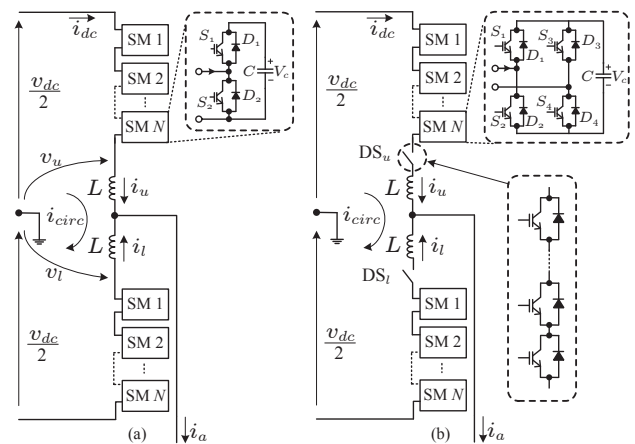 i_dc
SM 1
SM 2
SM N
v_dc
2
v_u
L
i_u
i_circ
L
i_l
v_l
SM 1
v_dc
2
SM 2
SM N
(a)
i_a
S_1
D_1
S_2
D_2
C
+
−
V_c
i_dc
SM 1
SM 2
SM N
v_dc
2
DS_u
L
i_u
i_circ
L
i_l
DS_l
SM 1
v_dc
2
SM 2
SM N
(b)
i_a
S_1
S_3
D_1
D_3
C
+
−
V_c
S_2
S_4
D_2
D_4